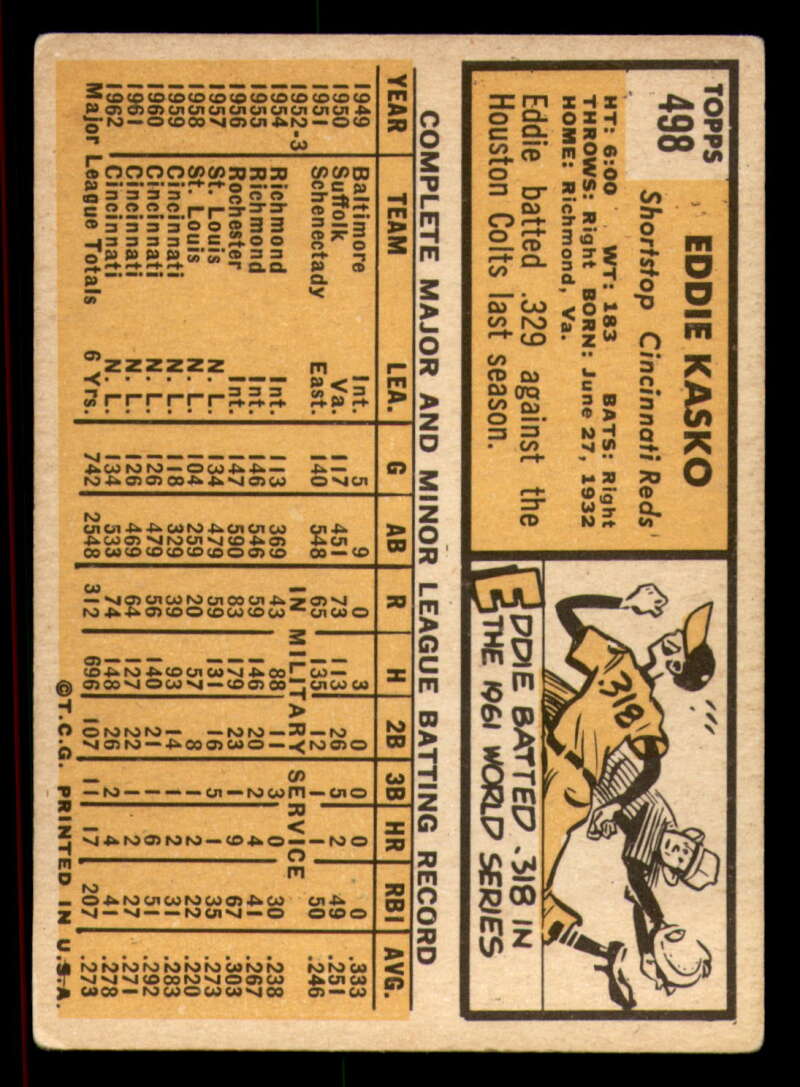 TOPPS
498
EDDIE KASKO
Shortstop Cincinnati Reds
HT: 6:00 WT: 183 BATS: Right
THROWS: Right BORN: June 27, 1932
HOME: Richmond, Va.
Eddie batted .329 against the
Houston Colts last season.
318
EDDIE BATTED .318 IN
THE 1961 WORLD SERIES
COMPLETE MAJOR AND MINOR LEAGUE BATTING RECORD
YEAR TEAM LEA. G AB R H 2B 3B HR RBI AVG.
1949 Baltimore Int. 5 9 0 3 0 0 0 0 .333
1950 Suffolk Va. 117 451 73 113 26 5 2 49 .251
1951 Schenectady East. 140 548 65 135 12 1 1 50 .246
1952-3 IN MILITARY SERVICE
1954 Richmond Int. 113 369 43 88 11 3 0 30 .238
1955 Richmond Int. 146 546 59 146 20 2 4 41 .267
1956 Rochester Int. 147 590 83 179 23 1 9 67 .303
1957 St. Louis N. L. 134 479 59 131 16 5 1 35 .273
1958 St. Louis N. L. 104 259 20 57 8 1 2 22 .220
1959 Cincinnati N. L. 118 329 39 93 14 1 2 31 .283
1960 Cincinnati N. L. 126 479 56 140 21 1 6 51 .292
1961 Cincinnati N. L. 126 469 64 127 22 1 2 27 .271
1962 Cincinnati N. L. 134 533 74 148 26 2 4 41 .278
Major League Totals 6 Yrs. 742 2548 312 696 107 11 17 207 .273
©T.C.G. PRINTED IN U.S.A.